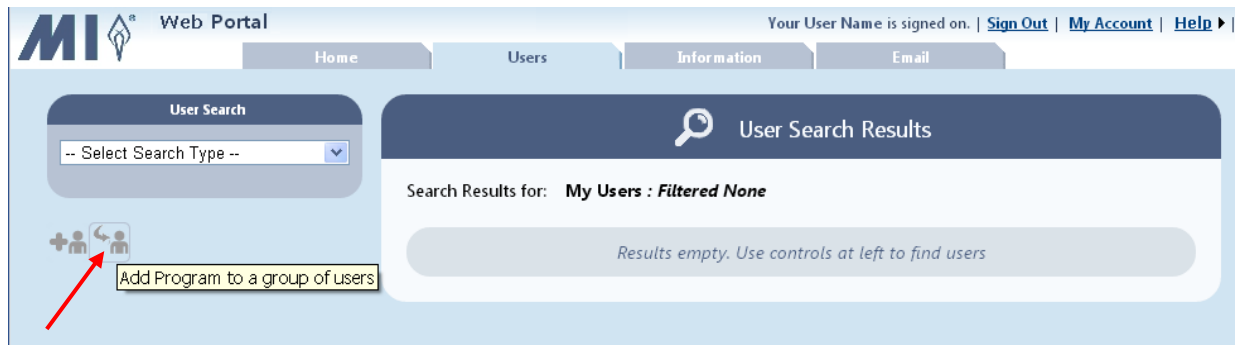 MI® Web Portal
Your User Name is signed on. | Sign Out | My Account | Help |
Home Users Information Email
User Search
-- Select Search Type --
User Search Results
Search Results for: My Users : Filtered None
Results empty. Use controls at left to find users
Add Program to a group of users